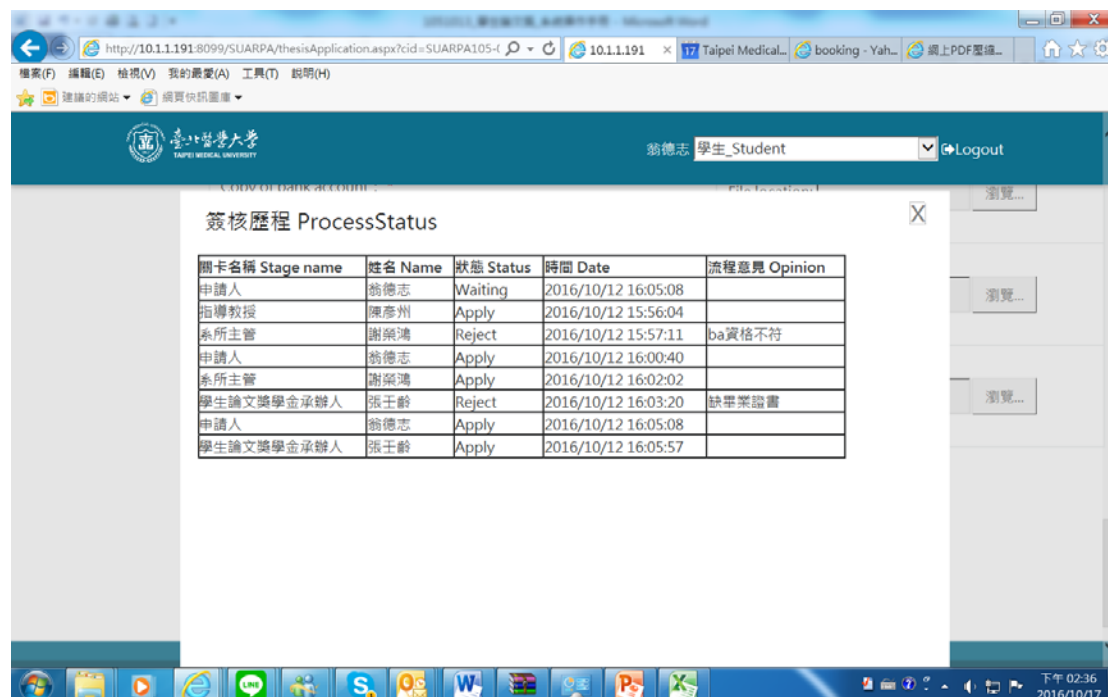 http://10.1.1.191:8099/SUARPA/thesisApplication.aspx?cid=SUARPA105-( 10.1.1.191 Taipei Medical... booking - Yah... 網上PDF壓縮...
檔案(F) 編輯(E) 檢視(V) 我的最愛(A) 工具(T) 說明(H)
建議的網站 網頁快訊圖庫
臺北醫學大學
TAIPEI MEDICAL UNIVERSITY
翁德志 學生_Student Logout
Copy of bank account : File location: 瀏覽...
簽核歷程 ProcessStatus X
關卡名稱 Stage name 姓名 Name 狀態 Status 時間 Date 流程意見 Opinion
申請人 翁德志 Waiting 2016/10/12 16:05:08
指導教授 陳彥州 Apply 2016/10/12 15:56:04
系所主管 謝榮鴻 Reject 2016/10/12 15:57:11 ba資格不符
申請人 翁德志 Apply 2016/10/12 16:00:40
系所主管 謝榮鴻 Apply 2016/10/12 16:02:02
學生論文獎學金承辦人 張壬齡 Reject 2016/10/12 16:03:20 缺畢業證書
申請人 翁德志 Apply 2016/10/12 16:05:08
學生論文獎學金承辦人 張壬齡 Apply 2016/10/12 16:05:57
瀏覽...
瀏覽...
下午 02:36